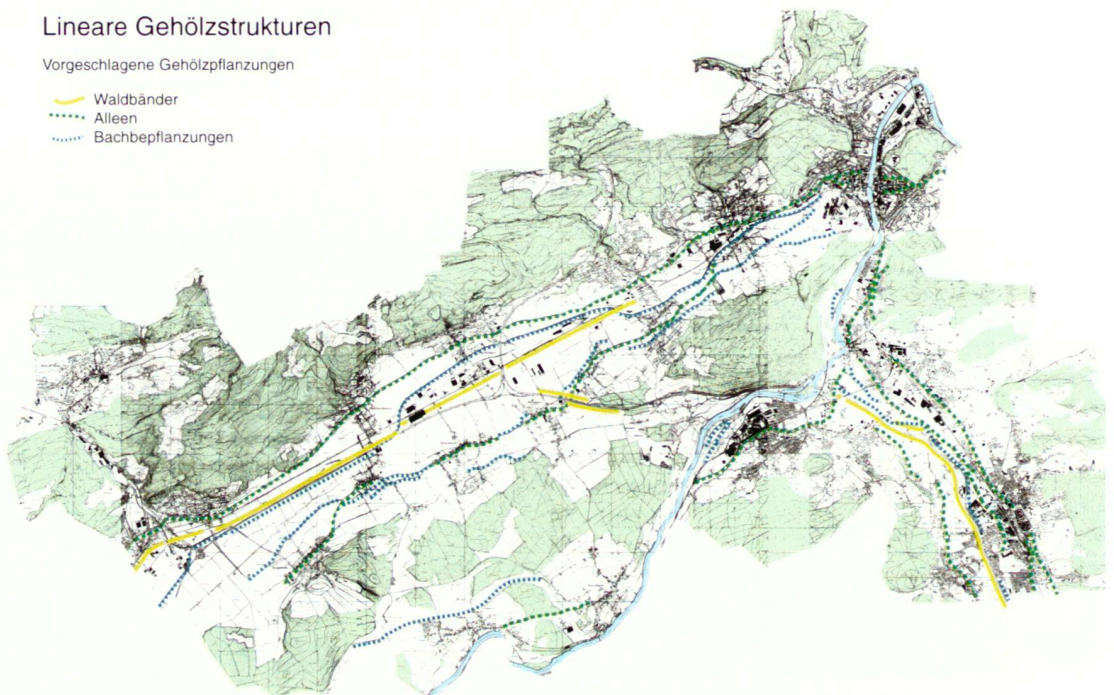 Lineare Gehölzstrukturen
Vorgeschlagene Gehölzpflanzungen
Waldbänder
Alleen
Bachbepflanzungen